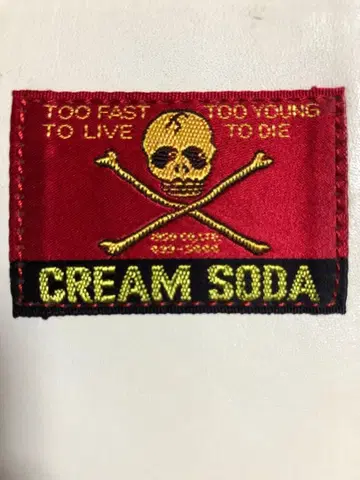 TOO FAST TOO YOUNG
TO LIVE TO DIE
CREAM SODA